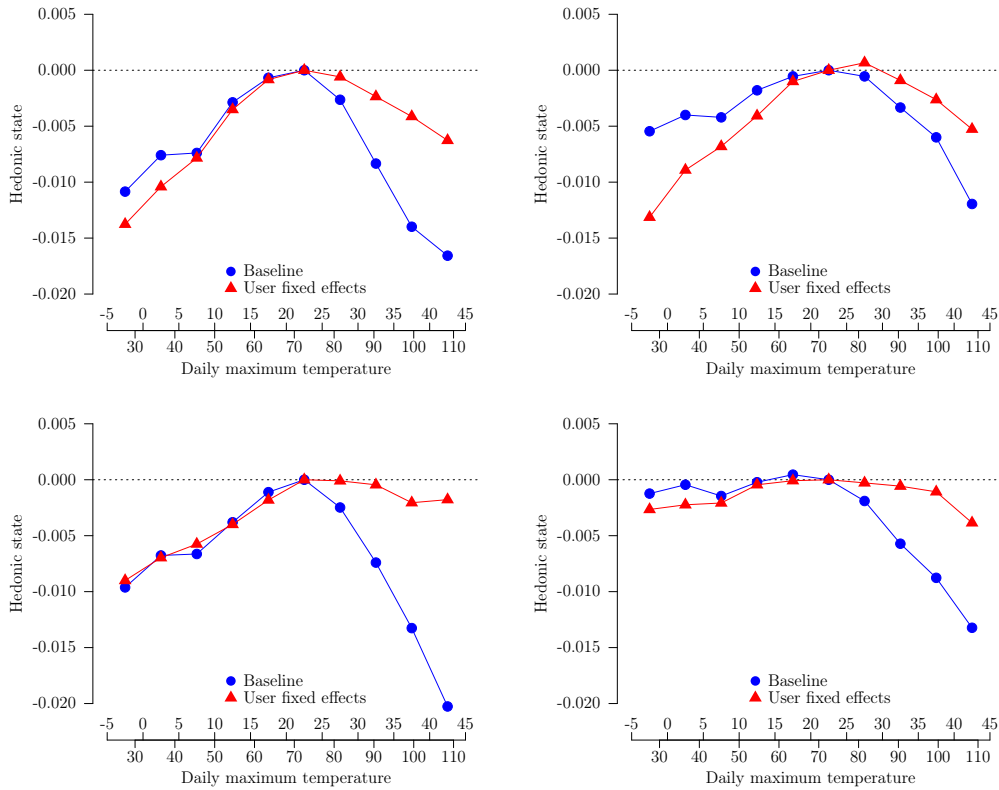 0.005
0.000
-0.005
-0.010
-0.015
-0.020
Hedonic state
Baseline
User fixed effects
-5 0 5 10 15 20 25 30 35 40 45
30 40 50 60 70 80 90 100 110
Daily maximum temperature
0.005
0.000
-0.005
-0.010
-0.015
-0.020
Hedonic state
Baseline
User fixed effects
-5 0 5 10 15 20 25 30 35 40 45
30 40 50 60 70 80 90 100 110
Daily maximum temperature
0.005
0.000
-0.005
-0.010
-0.015
-0.020
Hedonic state
Baseline
User fixed effects
-5 0 5 10 15 20 25 30 35 40 45
30 40 50 60 70 80 90 100 110
Daily maximum temperature
0.005
0.000
-0.005
-0.010
-0.015
-0.020
Hedonic state
Baseline
User fixed effects
-5 0 5 10 15 20 25 30 35 40 45
30 40 50 60 70 80 90 100 110
Daily maximum temperature